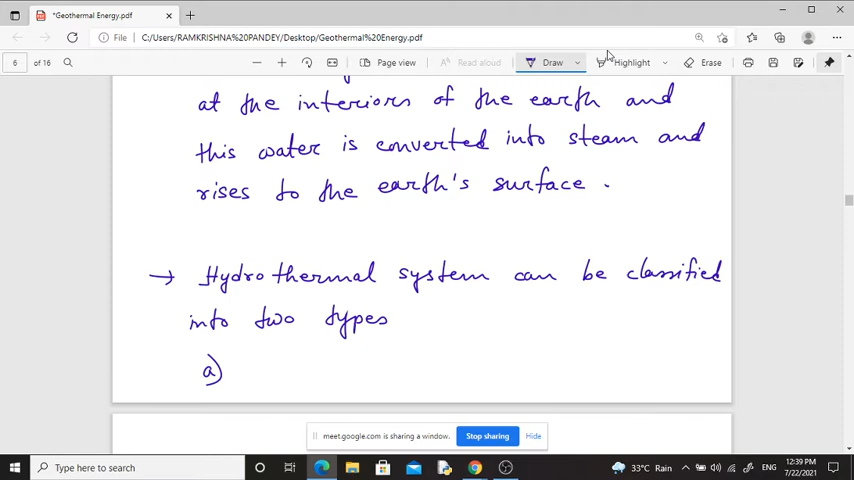 *Geothermal Energy.pdf
File
C:/Users/RAMKRISHNA%20PANDEY/Desktop/Geothermal%20Energy.pdf
6 of 16
Page view
Read aloud
Draw
Highlight
Erase
at the interiors of the earth and
this water is converted into steam and
rises to the earth's surface.
→ Hydrothermal system can be classified
into two types
a)
meet.google.com is sharing a window.
Stop sharing
Hide
Type here to search
33°C Rain
ENG
12:39 PM
7/22/2021